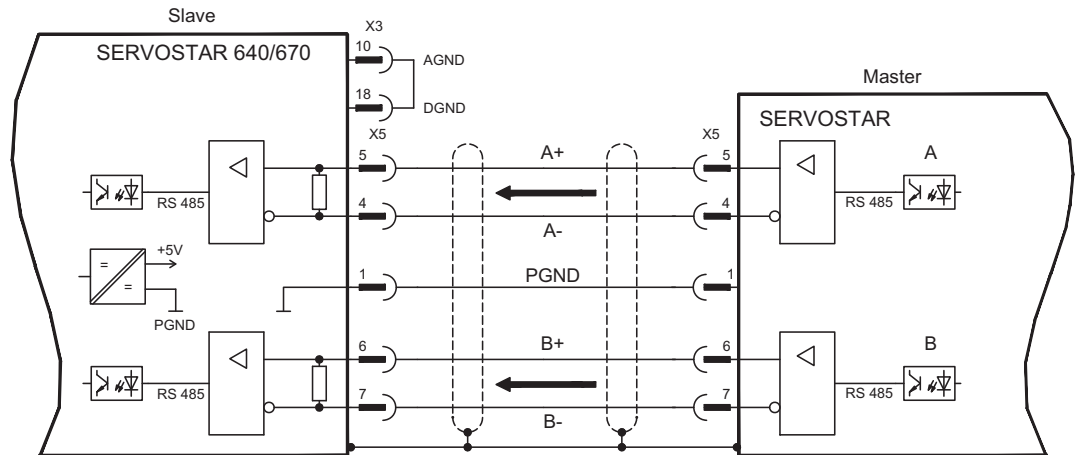 Slave
X3
SERVOSTAR 640/670
10
AGND
Master
18
DGND
SERVOSTAR
X5
X5
5
A+
5
A
RS 485
RS 485
4
4
A-
+5V
=
=
1
PGND
1
PGND
6
B+
6
B
RS 485
RS 485
7
7
B-